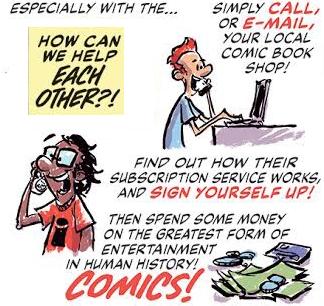 ESPECIALLY WITH THE...
HOW CAN
WE HELP
EACH
OTHER?!
SIMPLY CALL,
OR E-MAIL,
YOUR LOCAL
COMIC BOOK
SHOP!
FIND OUT HOW THEIR
SUBSCRIPTION SERVICE WORKS,
AND SIGN YOURSELF UP!
THEN SPEND SOME MONEY
ON THE GREATEST FORM OF
ENTERTAINMENT
IN HUMAN HISTORY!
COMICS!